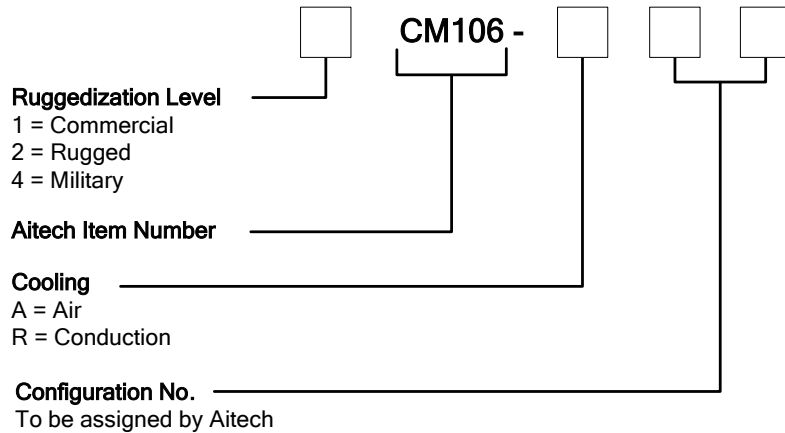 CM106 -
Ruggedization Level
1 = Commercial
2 = Rugged
4 = Military
Aitech Item Number
Cooling
A = Air
R = Conduction
Configuration No.
To be assigned by Aitech